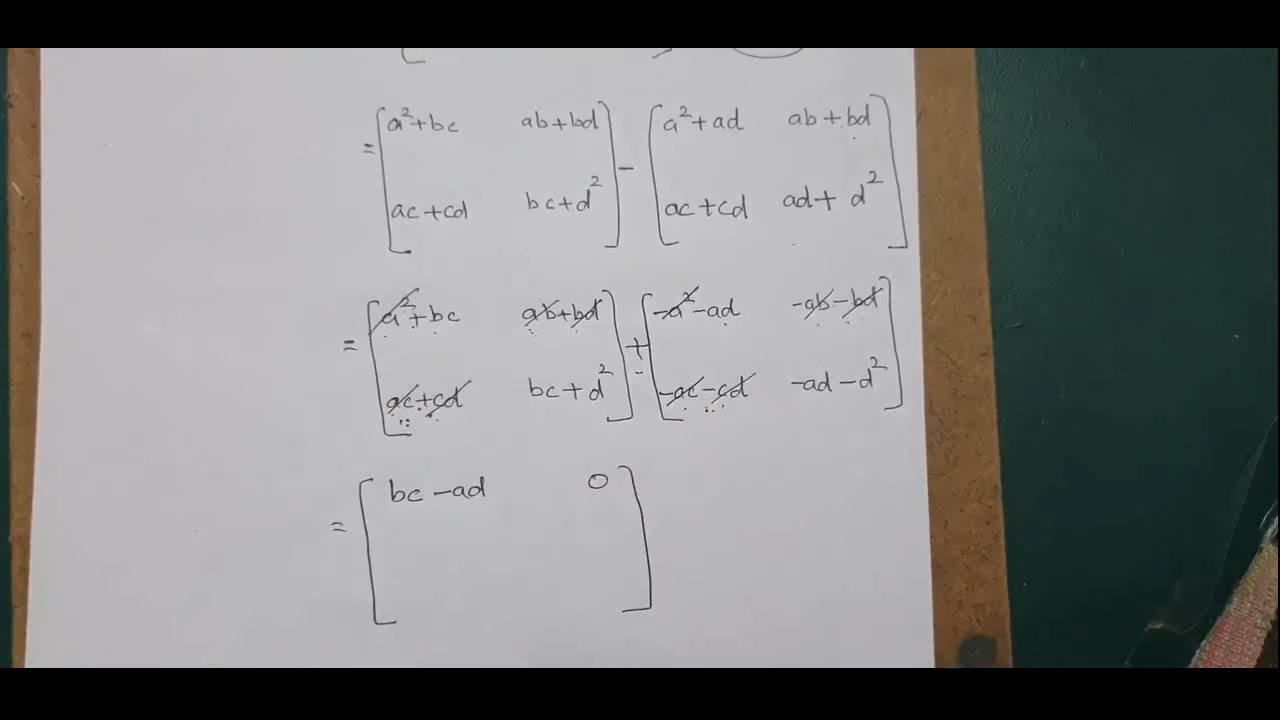 = [ a²+bc ab+bd ] - [ a²+ad ab+bd ]
[ ac+cd bc+d² ] [ ac+cd ad+d² ]
= [ a²+bc ab+bd ] + [ -a²-ad -ab-bd ]
[ ac+cd bc+d² ] [ -ac-cd -ad-d² ]
= [ bc-ad 0 ]